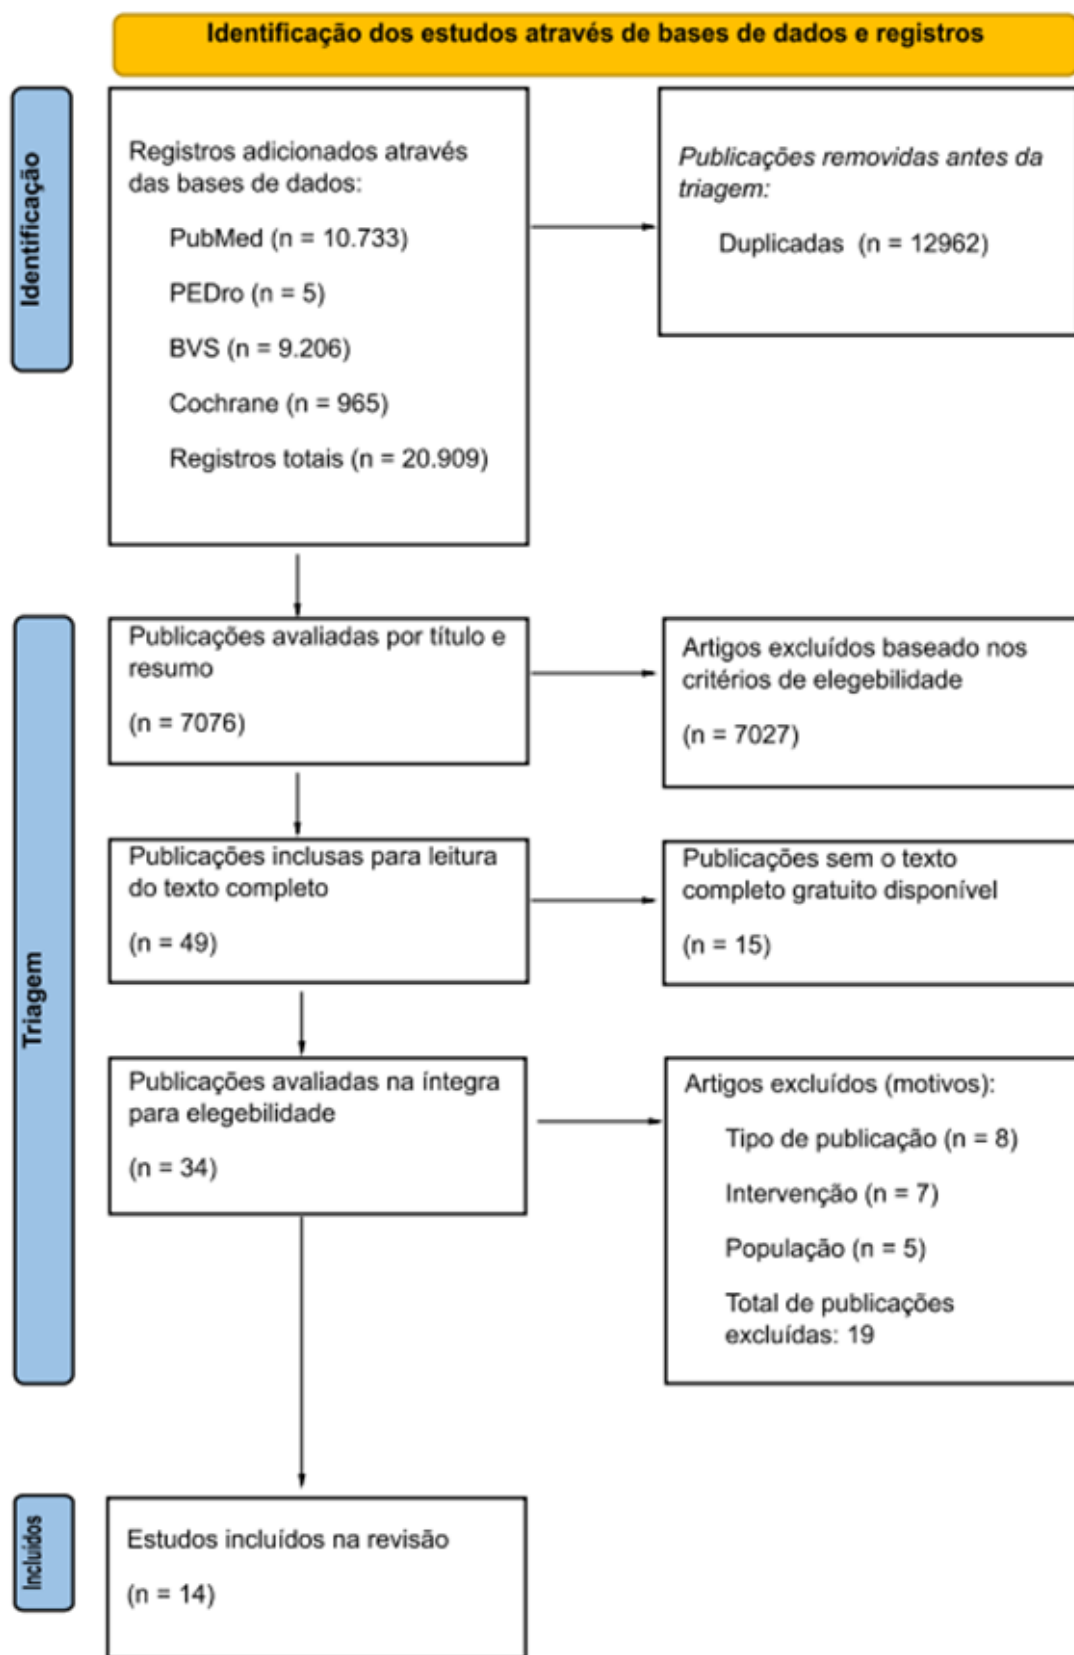 Identificação dos estudos através de bases de dados e registros
Identificação
Registros adicionados através
das bases de dados:
PubMed (n = 10.733)
PEDro (n = 5)
BVS (n = 9.206)
Cochrane (n = 965)
Registros totais (n = 20.909)
Publicações removidas antes da
triagem:
Duplicadas (n = 12962)
Triagem
Publicações avaliadas por título e
resumo
(n = 7076)
Artigos excluídos baseado nos
critérios de elegebilidade
(n = 7027)
Publicações inclusas para leitura
do texto completo
(n = 49)
Publicações sem o texto
completo gratuito disponível
(n = 15)
Publicações avaliadas na íntegra
para elegebilidade
(n = 34)
Artigos excluídos (motivos):
Tipo de publicação (n = 8)
Intervenção (n = 7)
População (n = 5)
Total de publicações
excluídas: 19
Incluídos
Estudos incluídos na revisão
(n = 14)